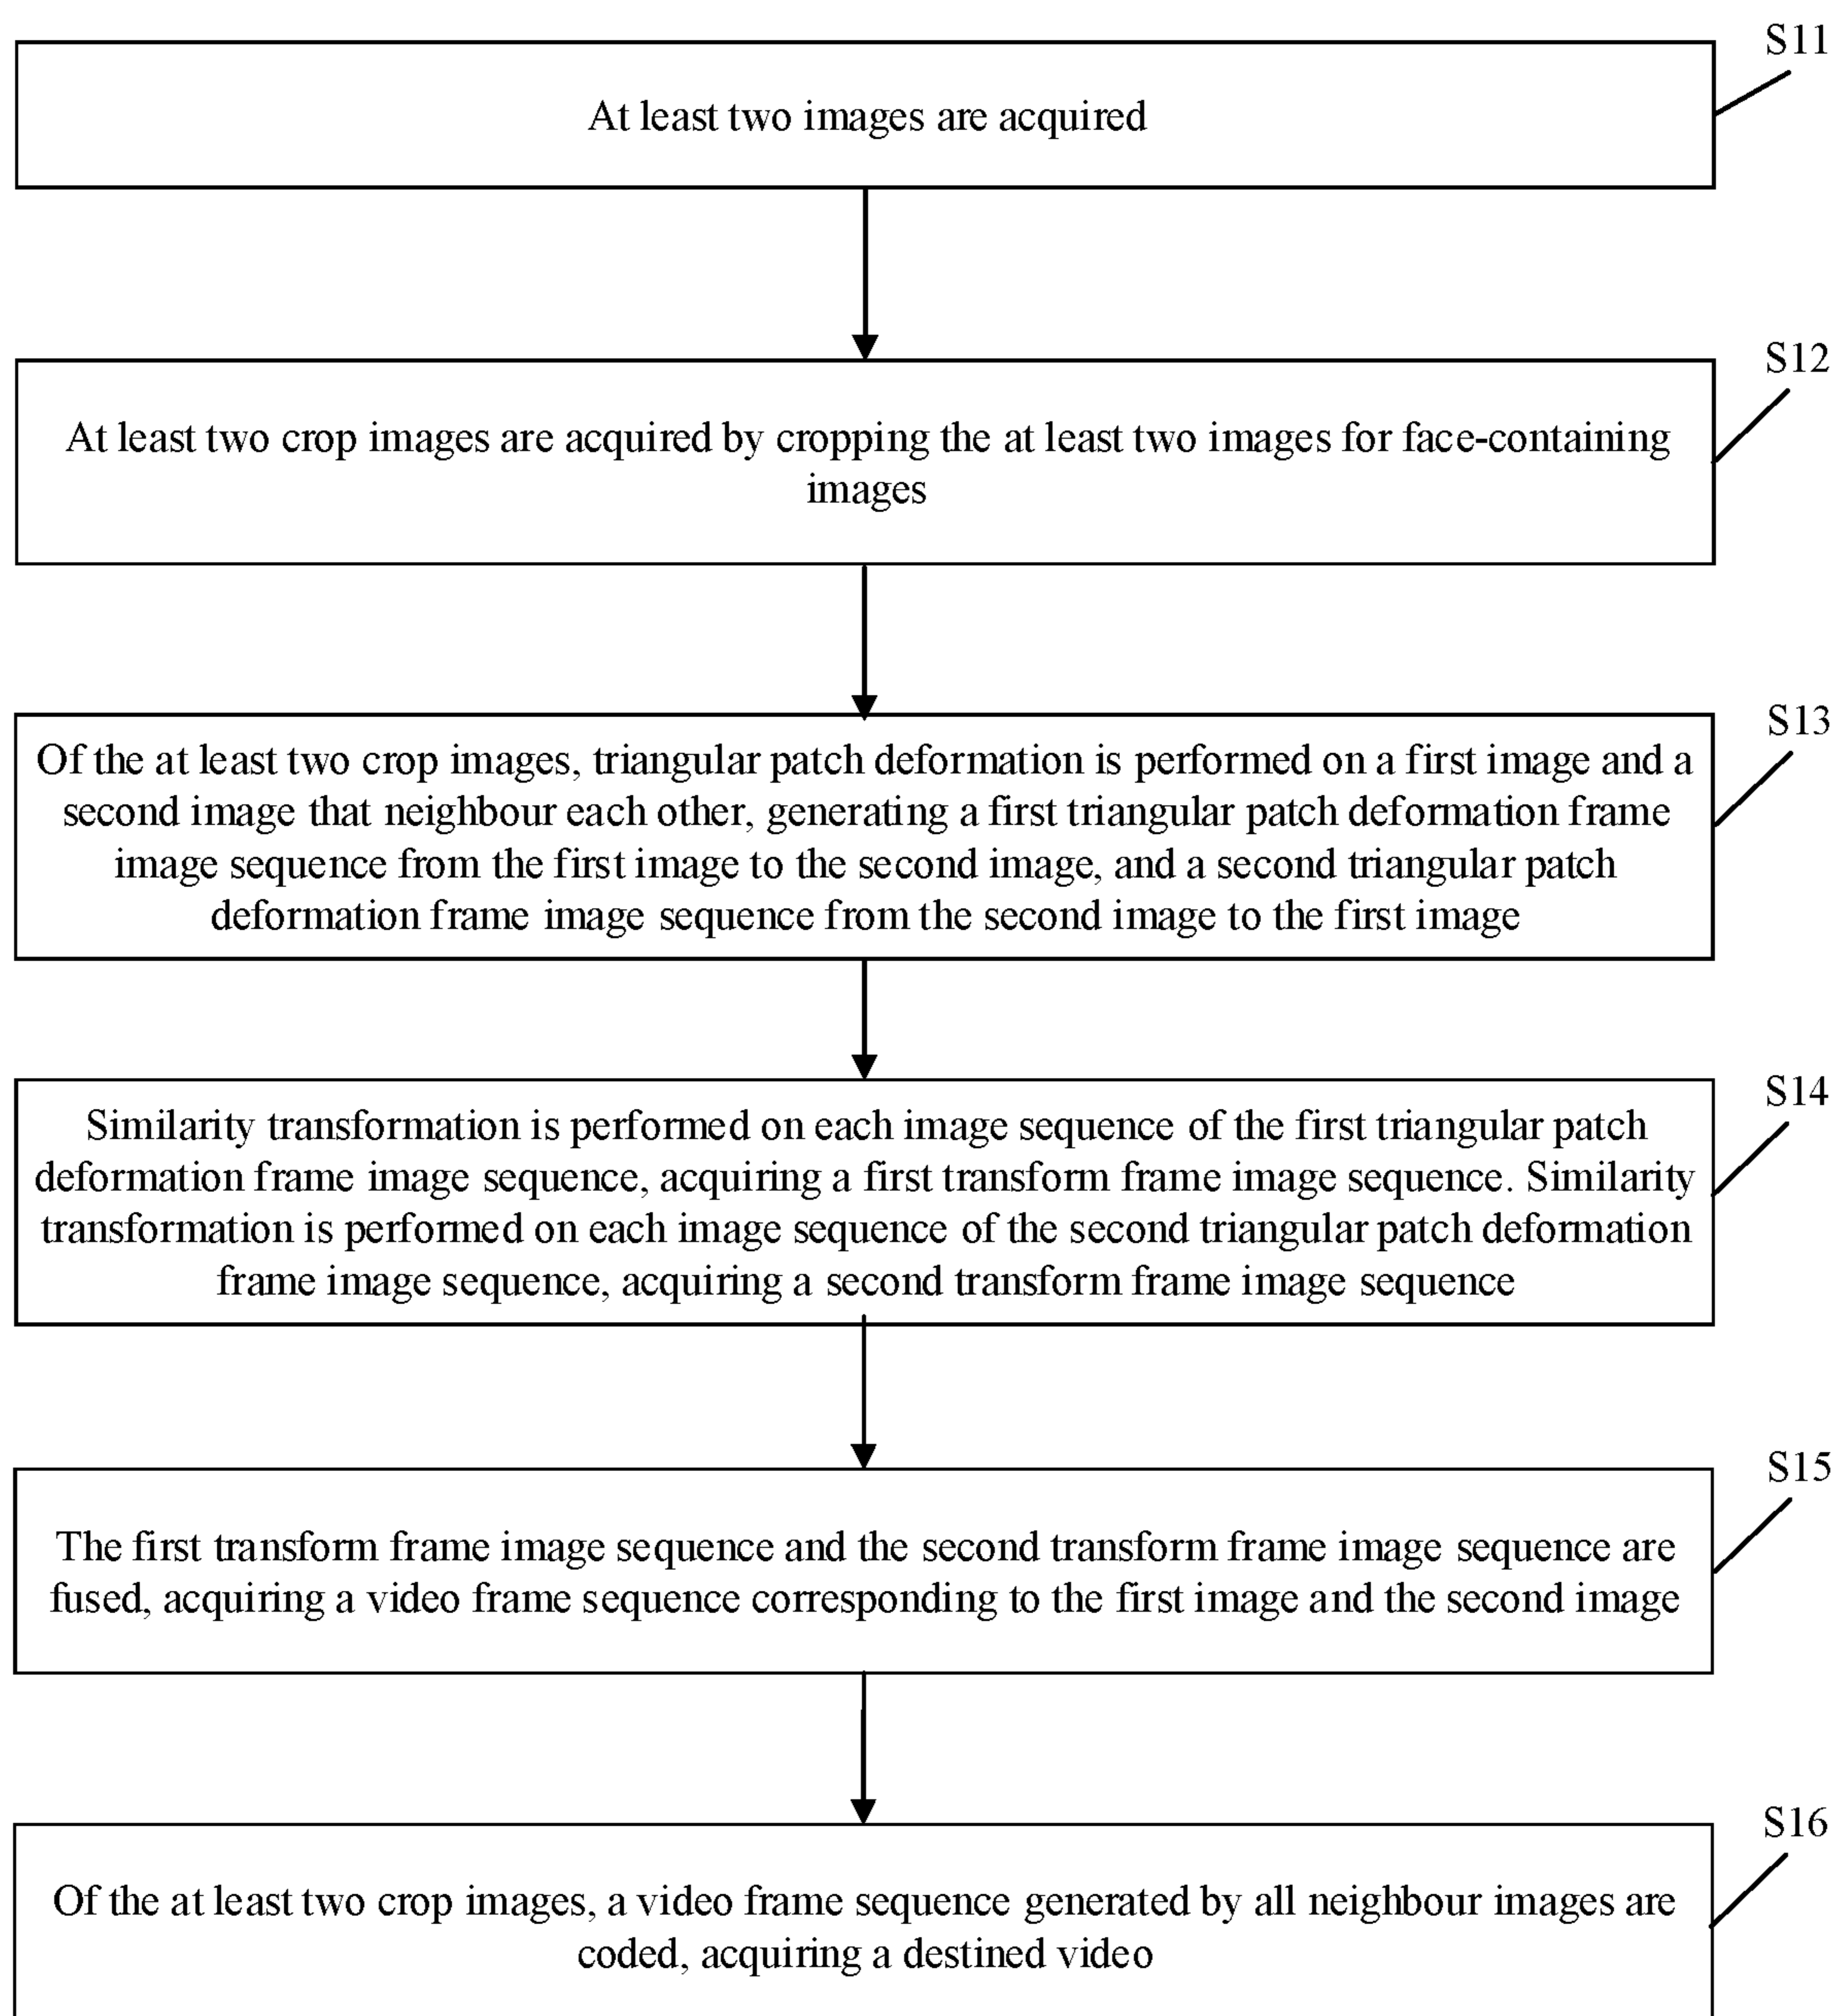 S11
At least two images are acquired
S12
At least two crop images are acquired by cropping the at least two images for face-containing
images
S13
Of the at least two crop images, triangular patch deformation is performed on a first image and a
second image that neighbour each other, generating a first triangular patch deformation frame
image sequence from the first image to the second image, and a second triangular patch
deformation frame image sequence from the second image to the first image
S14
Similarity transformation is performed on each image sequence of the first triangular patch
deformation frame image sequence, acquiring a first transform frame image sequence. Similarity
transformation is performed on each image sequence of the second triangular patch deformation
frame image sequence, acquiring a second transform frame image sequence
S15
The first transform frame image sequence and the second transform frame image sequence are
fused, acquiring a video frame sequence corresponding to the first image and the second image
S16
Of the at least two crop images, a video frame sequence generated by all neighbour images are
coded, acquiring a destined video